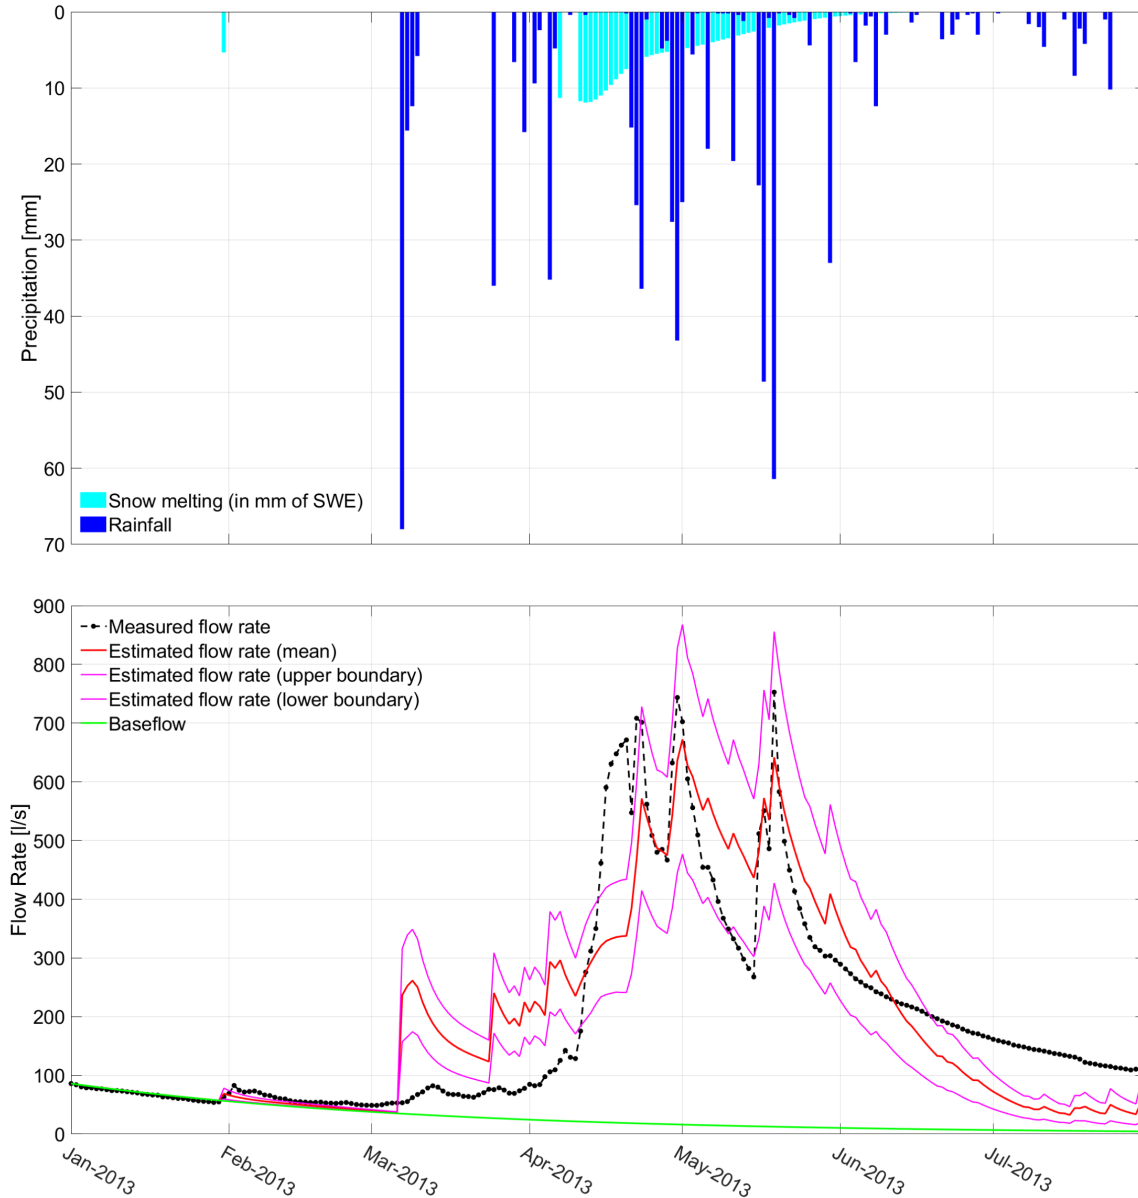 0
10
20
30
40
50
60
70
Precipitation [mm]
Snow melting (in mm of SWE)
Rainfall
900
800
700
600
500
400
300
200
100
0
Flow Rate [l/s]
Measured flow rate
Estimated flow rate (mean)
Estimated flow rate (upper boundary)
Estimated flow rate (lower boundary)
Baseflow
Jan-2013
Feb-2013
Mar-2013
Apr-2013
May-2013
Jun-2013
Jul-2013